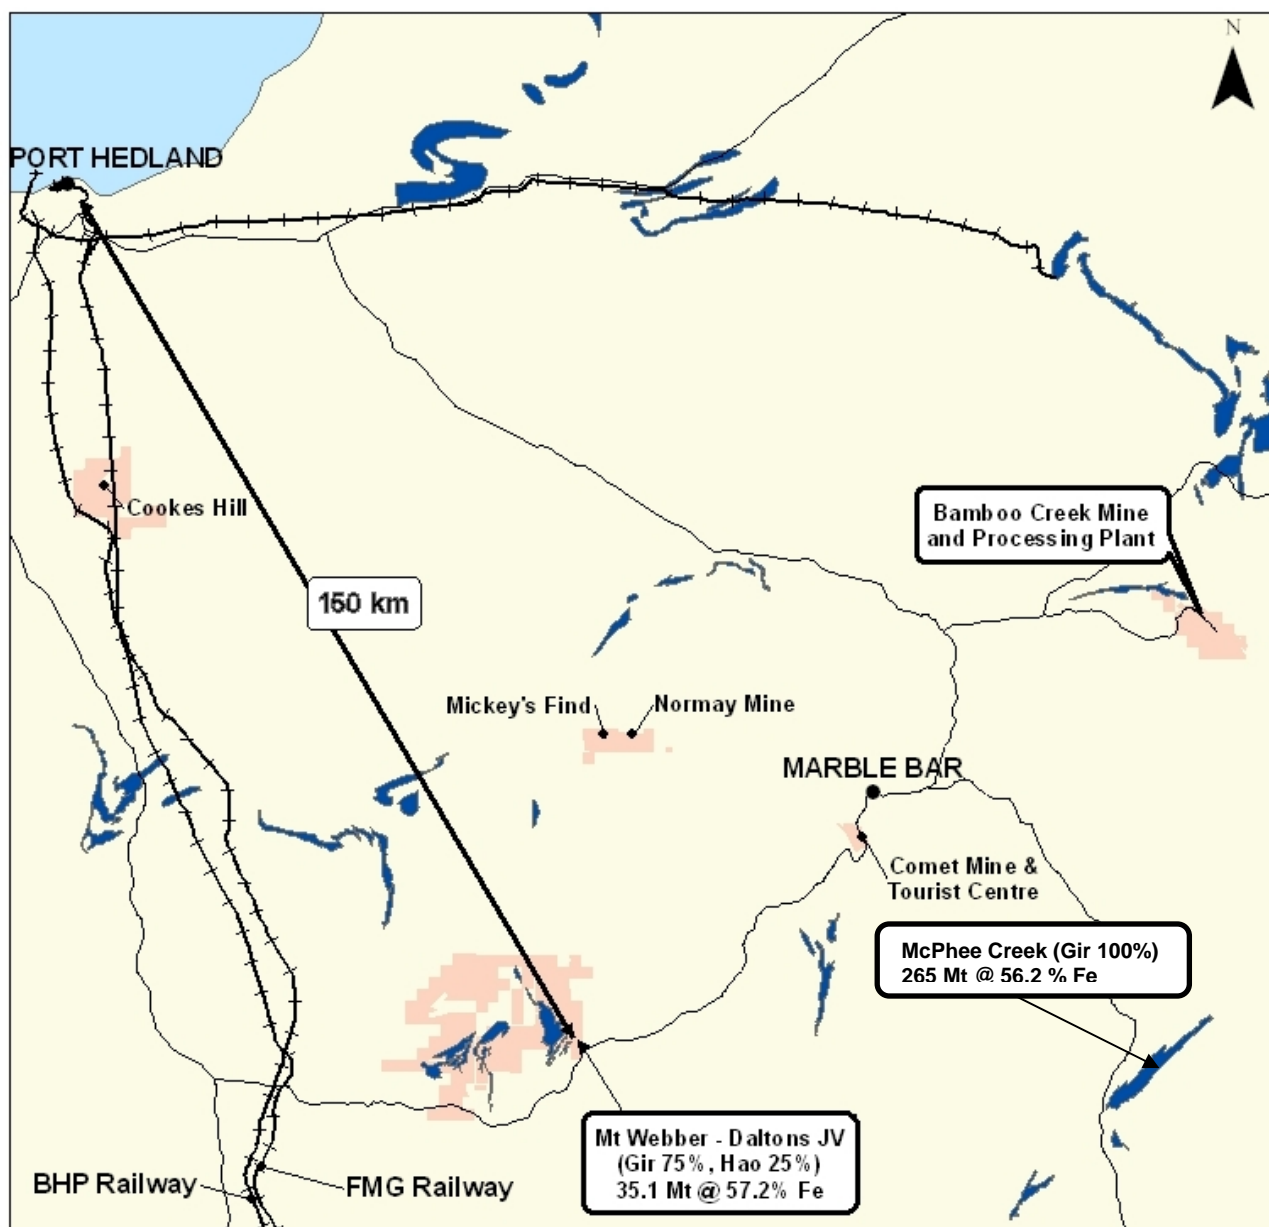 N
PORT HEDLAND
Cookes Hill
Bamboo Creek Mine
and Processing Plant
150 km
Mickey's Find
Normay Mine
MARBLE BAR
Comet Mine &
Tourist Centre
McPhee Creek (Gir 100%)
265 Mt @ 56.2 % Fe
Mt Webber - Daltons JV
(Gir 75%, Hao 25%)
35.1 Mt @ 57.2% Fe
BHP Railway
FMG Railway